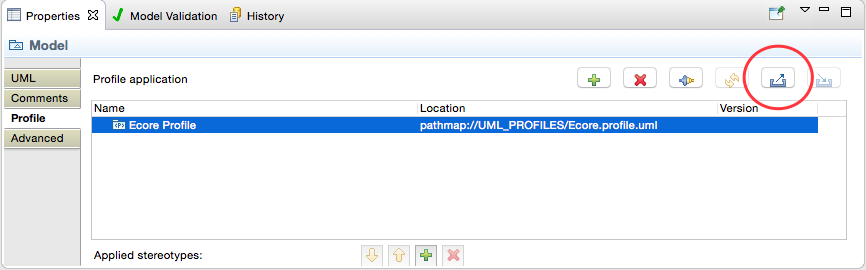 Properties Model Validation History
Model
UML
Comments
Profile
Advanced
Profile application
Name Location Version
Ecore Profile pathmap://UML_PROFILES/Ecore.profile.uml
Applied stereotypes: